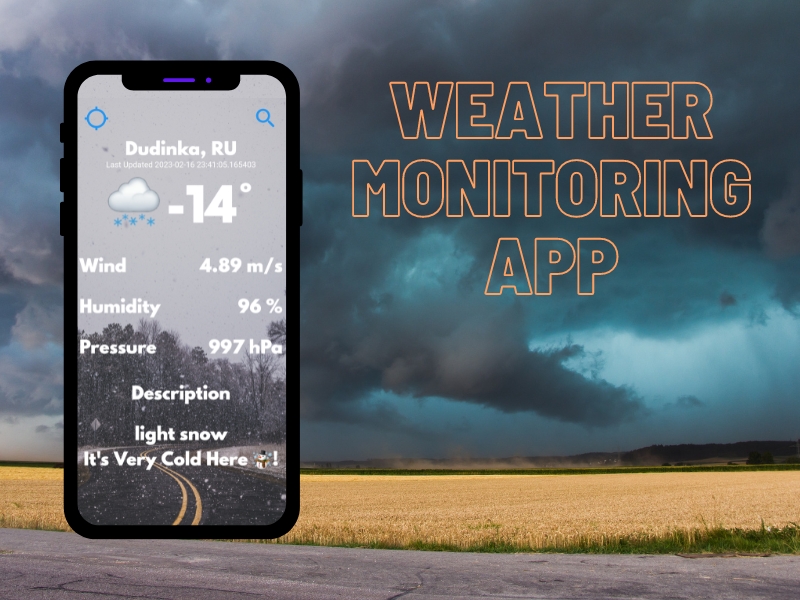 WEATHER
MONITORING
APP
Dudinka, RU
Last Updated 2023-02-16 23:41:05.165403
-14°
Wind 4.89 m/s
Humidity 96 %
Pressure 997 hPa
Description
light snow
It's Very Cold Here ⛄!